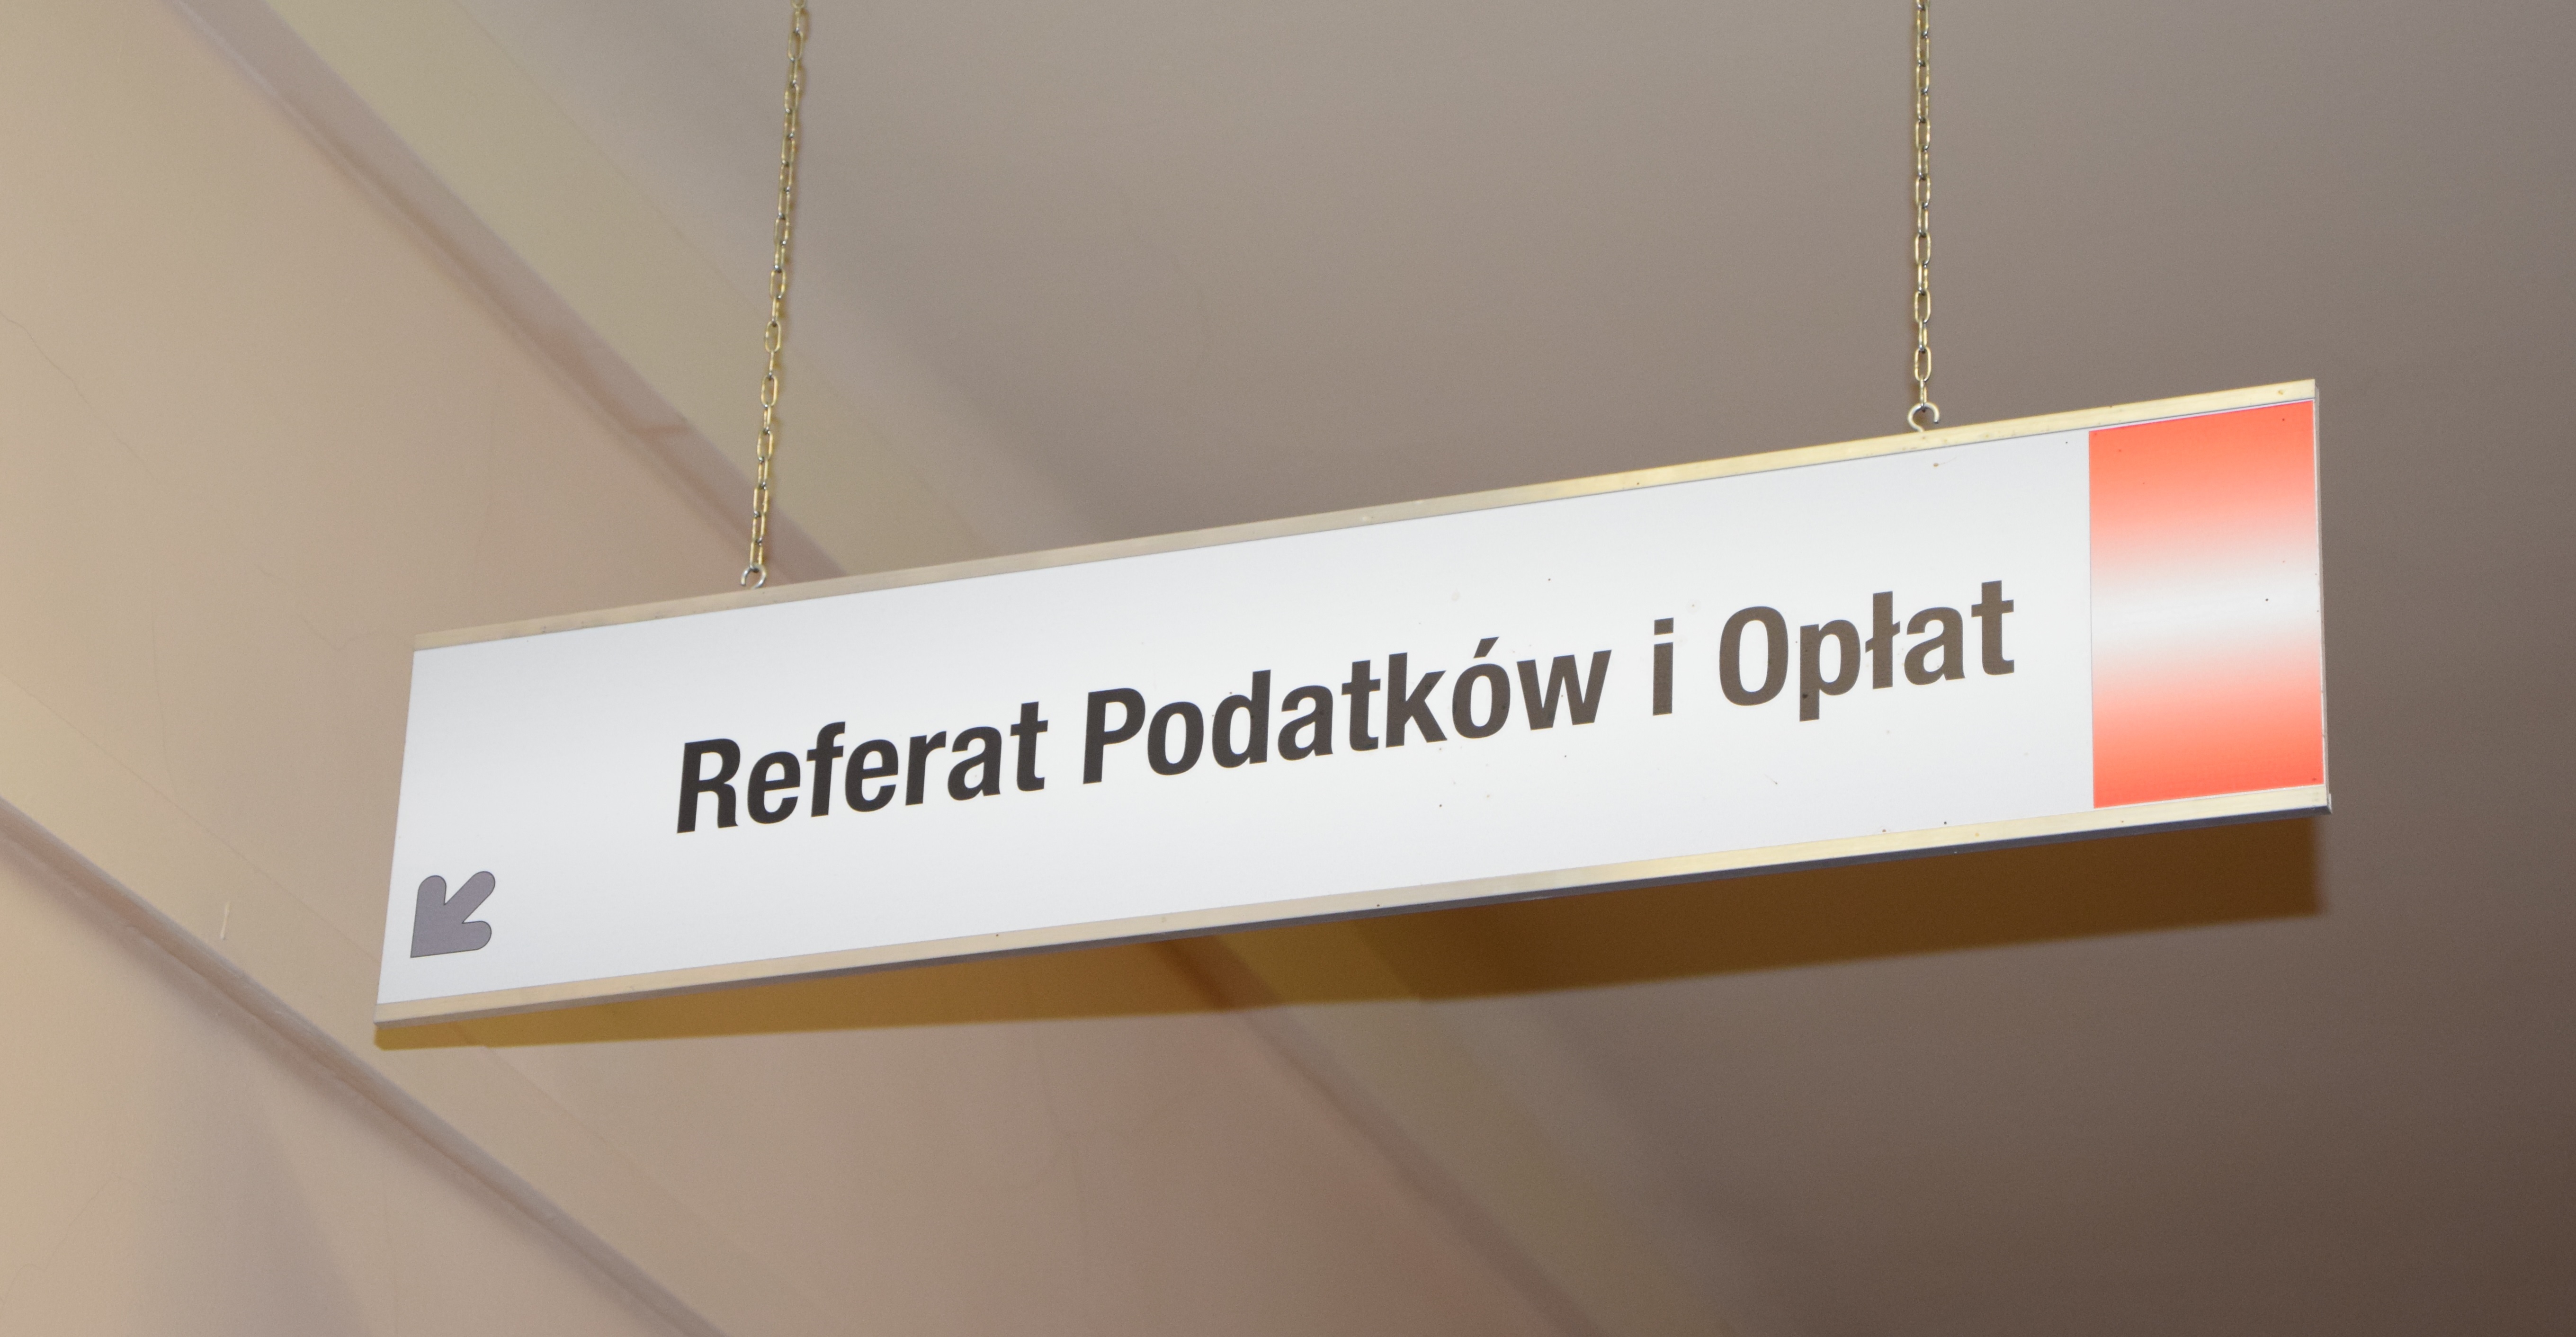 Referat Podatków i Opłat